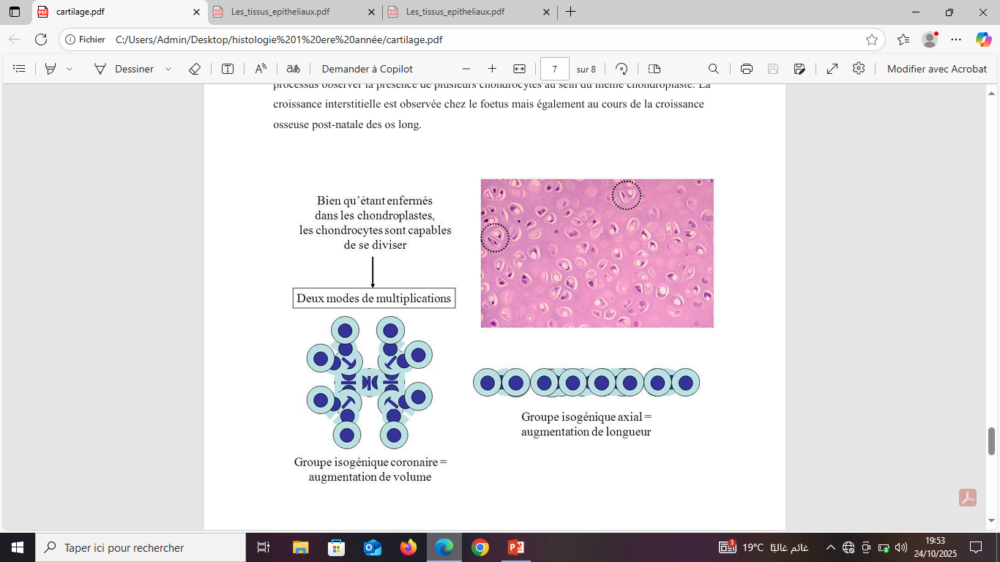 cartilage.pdf
Les_tissus_epitheliaux.pdf
Les_tissus_epitheliaux.pdf
Fichier
C:/Users/Admin/Desktop/histologie%201%20ere%20année/cartilage.pdf
Dessiner
aあ
Demander à Copilot
7
sur 8
Modifier avec Acrobat
processus observer la présence de plusieurs chondrocytes au sein du même chondroplaste. La
croissance interstitielle est observée chez le foetus mais également au cours de la croissance
osseuse post-natale des os long.
Bien qu’étant enfermés
dans les chondroplastes,
les chondrocytes sont capables
de se diviser
Deux modes de multiplications
Groupe isogénique axial =
augmentation de longueur
Groupe isogénique coronaire =
augmentation de volume
Taper ici pour rechercher
3
19°C
غائم غالبًا
19:53
24/10/2025